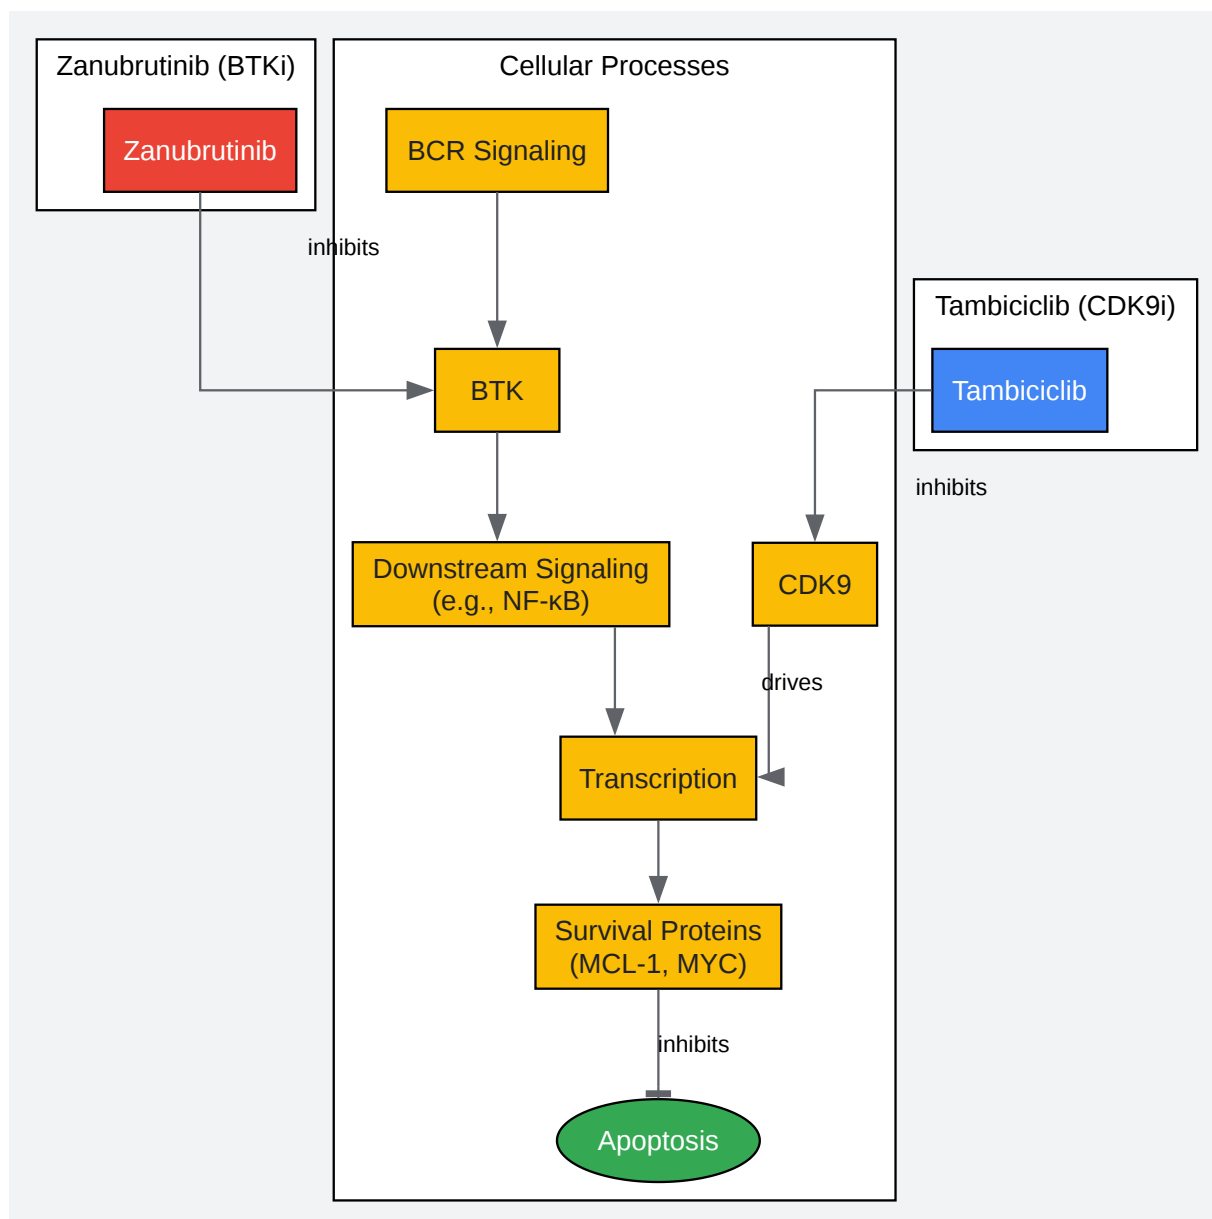 Zanubrutinib (BTKi)
Zanubrutinib
Cellular Processes
BCR Signaling
inhibits
BTK
Tambiciclib (CDK9i)
Tambiciclib
inhibits
Downstream Signaling
(e.g., NF-κB)
CDK9
drives
Transcription
Survival Proteins
(MCL-1, MYC)
inhibits
Apoptosis